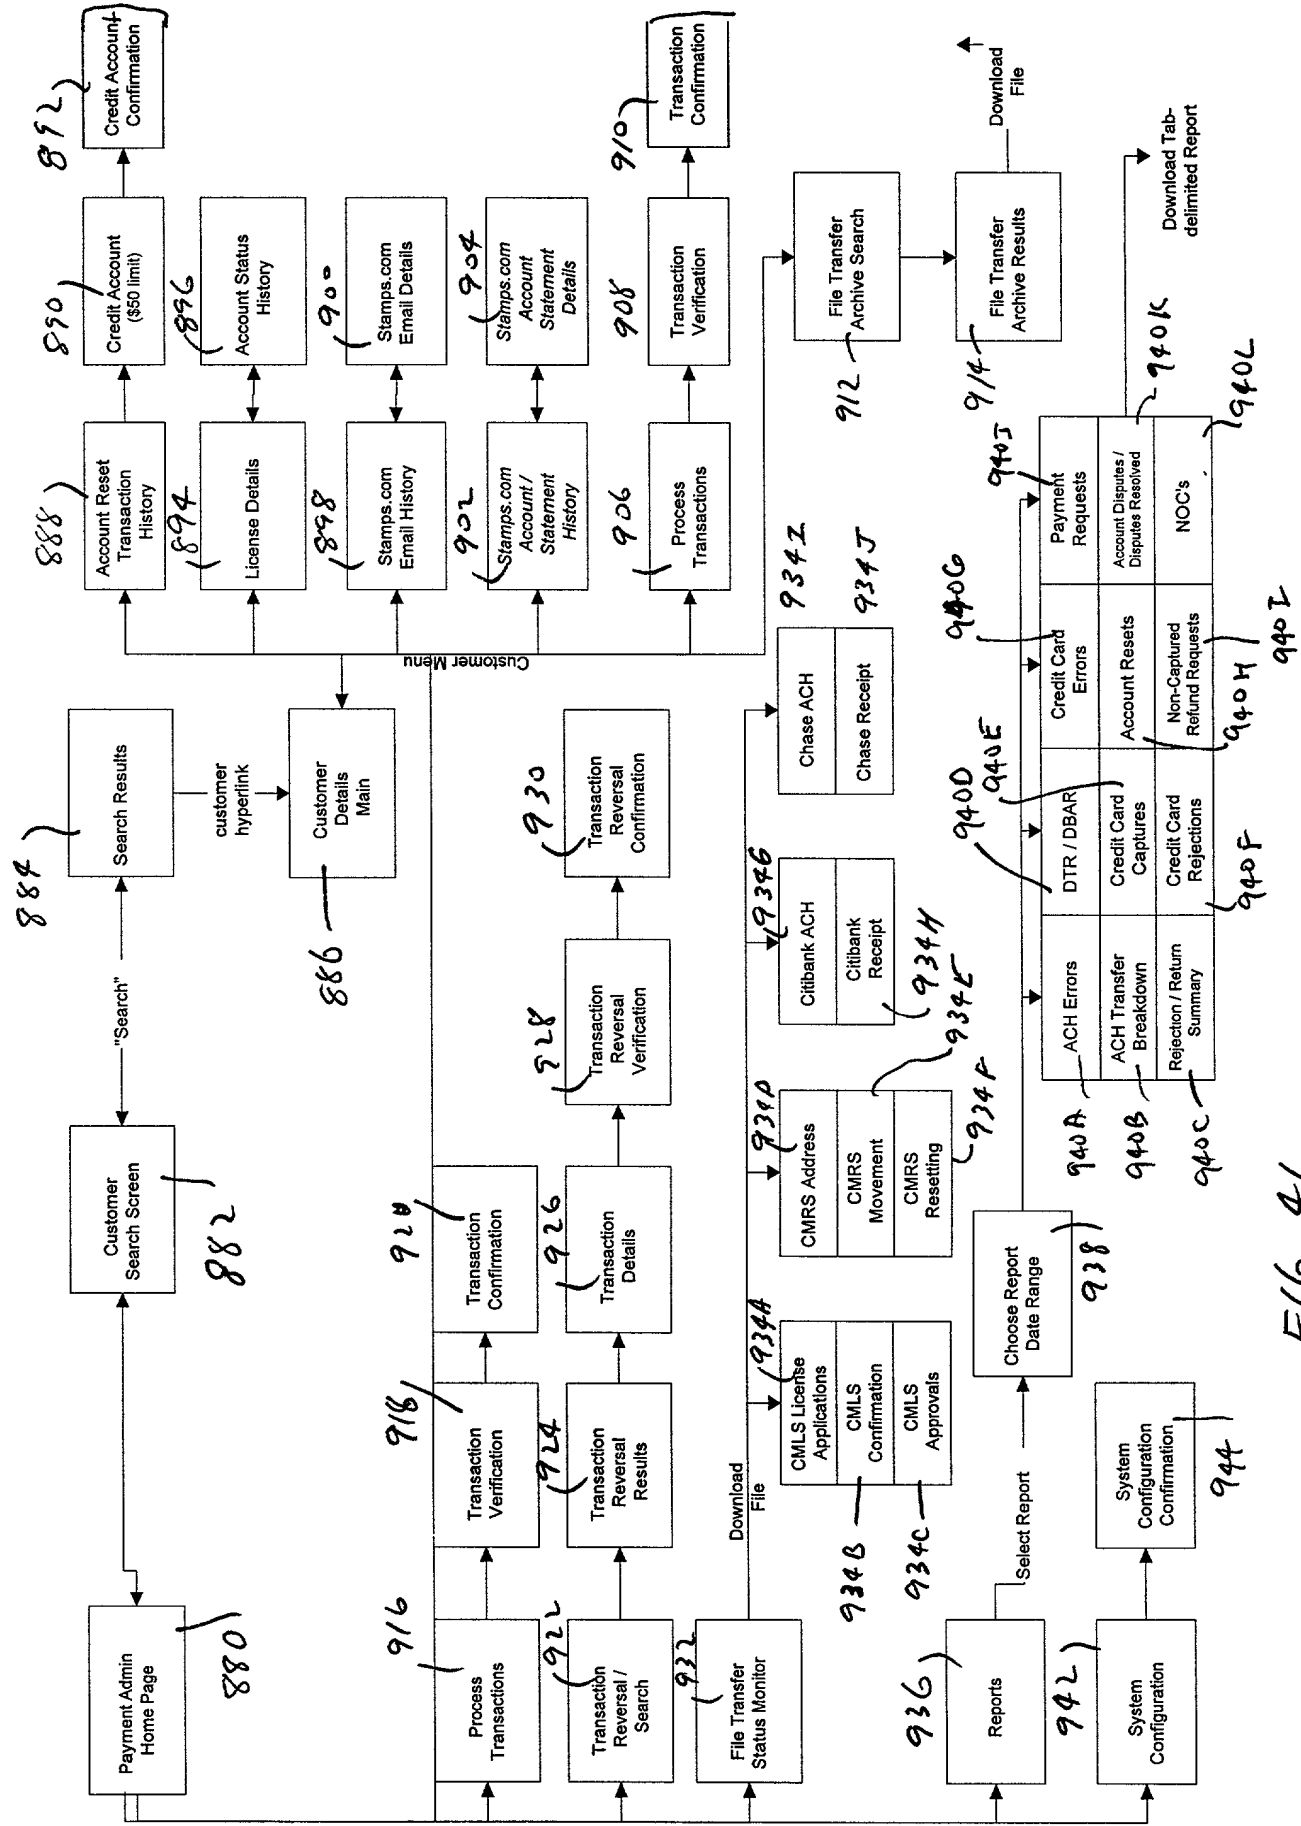 880
Payment Admin
Home Page
882
Customer
Search Screen
"Search"
884
Search Results
customer
hyperlink
886
Customer
Details
Main
Customer Menu
888
Account Reset
Transaction
History
890
Credit Account
($50 limit)
892
Credit Account
Confirmation
894
License Details
896
Account Status
History
898
Stamps.com
Email History
900
Stamps.com
Email Details
902
Stamps.com
Account /
Statement
History
904
Stamps.com
Account
Statement
Details
906
Process
Transactions
908
Transaction
Verification
910
Transaction
Confirmation
912
File Transfer
Archive Search
914
File Transfer
Archive Results
Download
File
916
Process
Transactions
918
Transaction
Verification
920
Transaction
Confirmation
922
Transaction
Reversal /
Search
924
Transaction
Reversal
Results
926
Transaction
Details
928
Transaction
Reversal
Verification
930
Transaction
Reversal
Confirmation
932
File Transfer
Status Monitor
Download
File
934A
CMLS License
Applications
934B
CMLS
Confirmation
934C
CMLS
Approvals
934D
CMRS Address
934E
CMRS
Movement
934F
CMRS
Resetting
934G
Citibank ACH
934H
Citibank
Receipt
934I
Chase ACH
934J
Chase Receipt
936
Reports
Select Report
938
Choose Report
Date Range
940A
ACH Errors
940B
ACH Transfer
Breakdown
940C
Rejection / Return
Summary
940D
DTR / DBAR
940E
Credit Card
Captures
940F
Credit Card
Rejections
940G
Credit Card
Errors
940H
Account Resets
940I
Non-Captured
Refund Requests
940J
Payment
Requests
940K
Account Disputes /
Disputes Resolved
940L
NOC's
Download Tab-
delimited Report
942
System
Configuration
944
System
Configuration
Confirmation